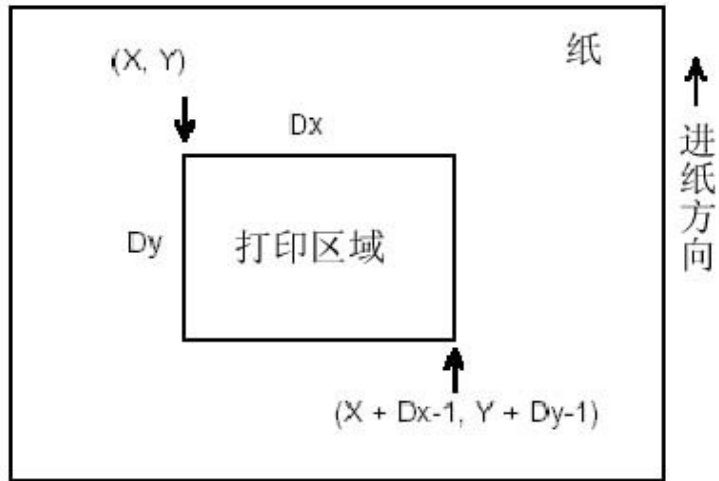 纸
(X, Y)
Dx
Dy
打印区域
(X + Dx-1, Y + Dy-1)
进纸方向